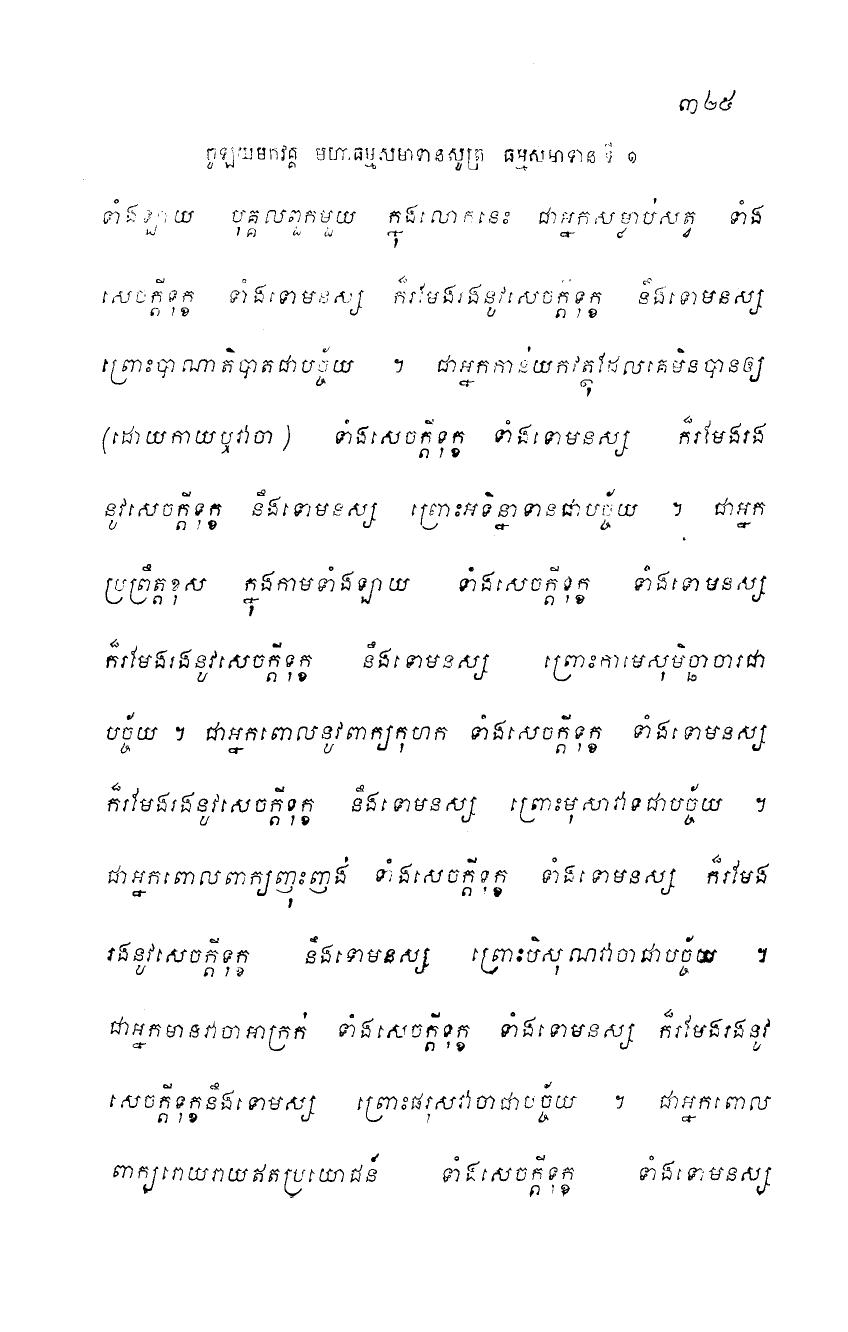 ៣២៥
ចូឡយមកវគ្គ មហាធម្មសមាទានសូត្រ ធម្មសមាទានទី ១
ទាំងឡាយ បុគ្គលពួកមួយ ក្នុងលោកនេះ ជាអ្នកសម្លាប់សត្វ ទាំង
សេចក្តីទុក្ខ ទាំងទោមនស្ស ក៏រមែងរងនូវសេចក្តីទុក្ខ នឹងទោមនស្ស
ព្រោះបាណាតិបាតជាបច្ច័យ ។ ជាអ្នកកាន់យកវត្ថុដែលគេមិនបានឲ្យ
(ដោយកាយឬវាចា) ទាំងសេចក្តីទុក្ខ ទាំងទោមនស្ស ក៏រមែងរង
នូវសេចក្តីទុក្ខ នឹងទោមនស្ស ព្រោះអទិន្នាទានជាបច្ច័យ ។ ជាអ្នក
ប្រព្រឹត្តខុស ក្នុងកាមទាំងឡាយ ទាំងសេចក្តីទុក្ខ ទាំងទោមនស្ស
ក៏រមែងរងនូវសេចក្តីទុក្ខ នឹងទោមនស្ស ព្រោះកាមេសុមិច្ឆាចារជា
បច្ច័យ ។ ជាអ្នកពោលនូវពាក្យកុហក ទាំងសេចក្តីទុក្ខ ទាំងទោមនស្ស
ក៏រមែងរងនូវសេចក្តីទុក្ខ នឹងទោមនស្ស ព្រោះមុសាវាទជាបច្ច័យ ។
ជាអ្នកពោលពាក្យញុះញង់ ទាំងសេចក្តីទុក្ខ ទាំងទោមនស្ស ក៏រមែង
រងនូវសេចក្តីទុក្ខ នឹងទោមនស្ស ព្រោះបិសុណវាចាជាបច្ច័យ ។
ជាអ្នកមានវាចាអាក្រក់ ទាំងសេចក្តីទុក្ខ ទាំងទោមនស្ស ក៏រមែងរងនូវ
សេចក្តីទុក្ខនឹងទោមស្ស ព្រោះផរុសវាចាជាបច្ច័យ ។ ជាអ្នកពោល
ពាក្យរោយរាយឥតប្រយោជន៍ ទាំងសេចក្តីទុក្ខ ទាំងទោមនស្ស